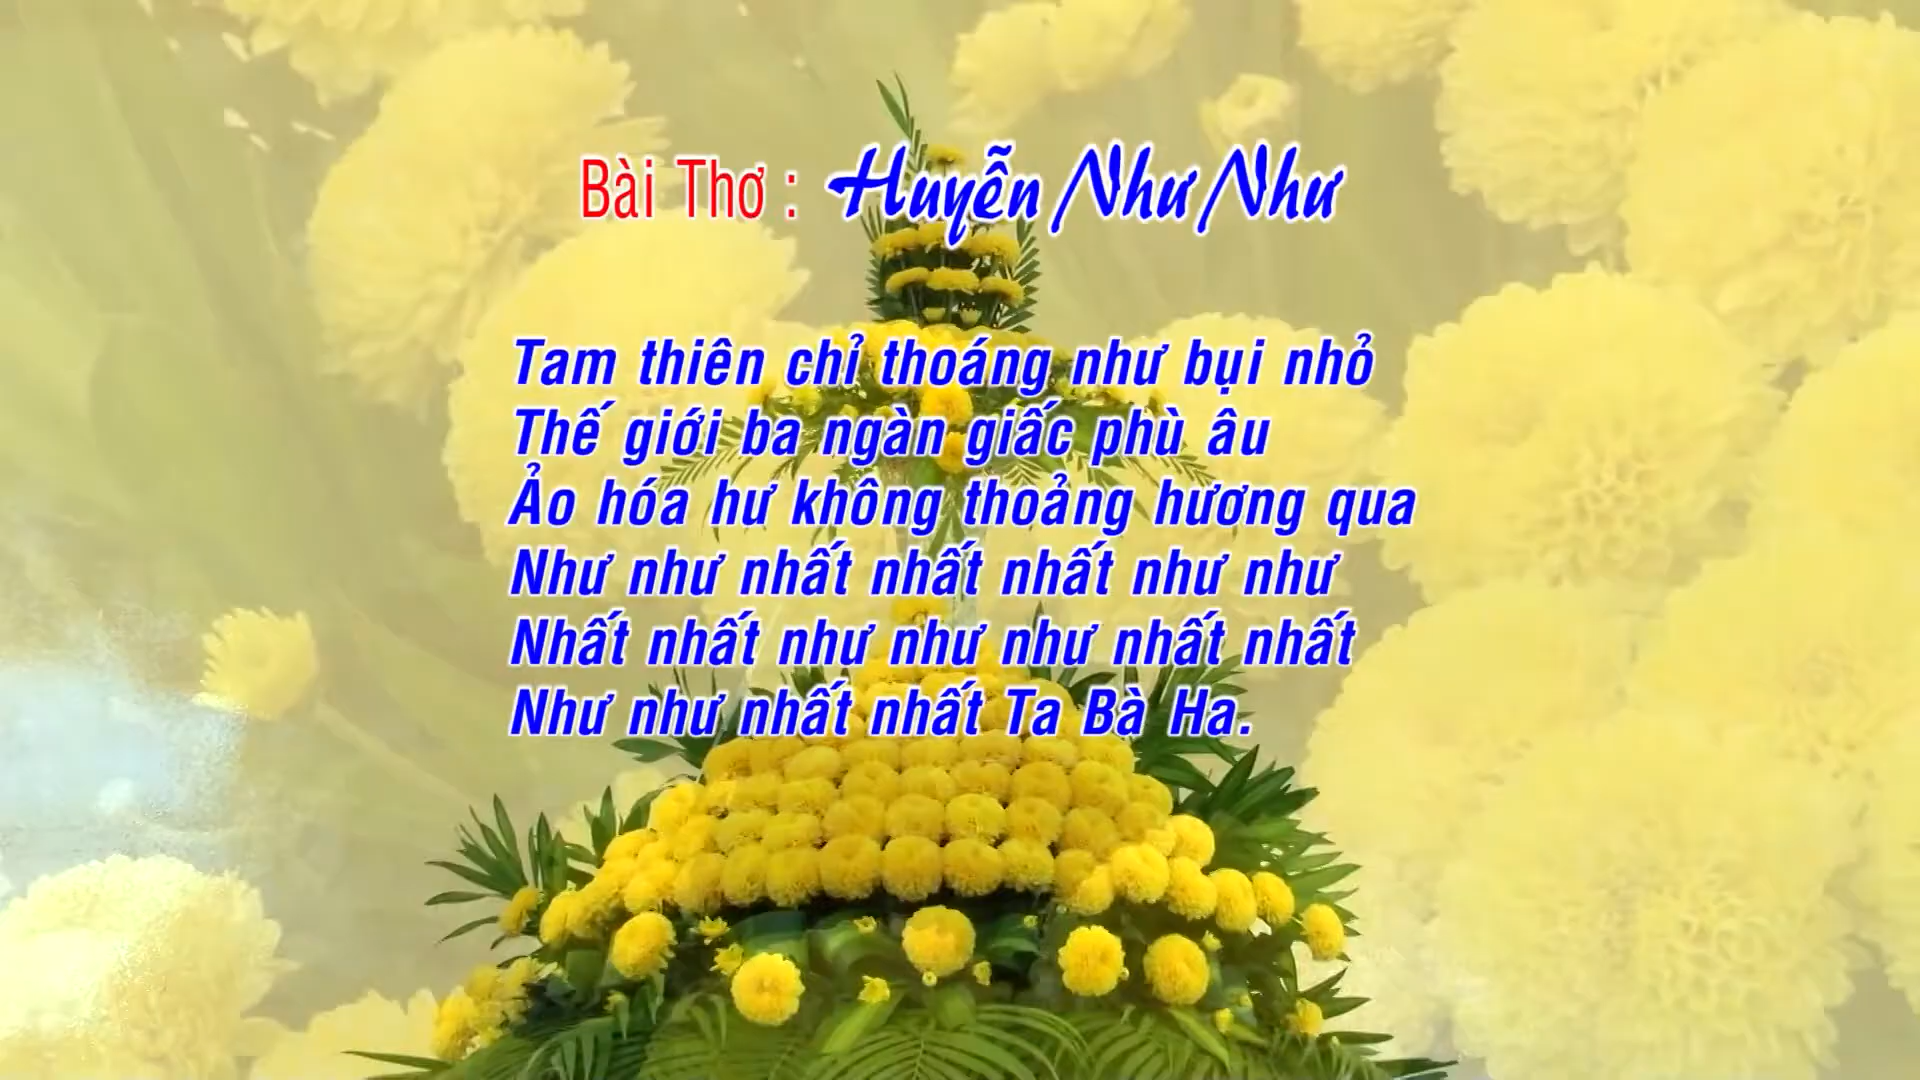 Bài Thơ : Huyễn Như Như
Tam thiên chỉ thoáng như bụi nhỏ
Thế giới ba ngàn giấc phù âu
Ảo hóa hư không thoảng hương qua
Như như nhất nhất nhất như như
Nhất nhất như như như nhất nhất
Như như nhất nhất Ta Bà Ha.